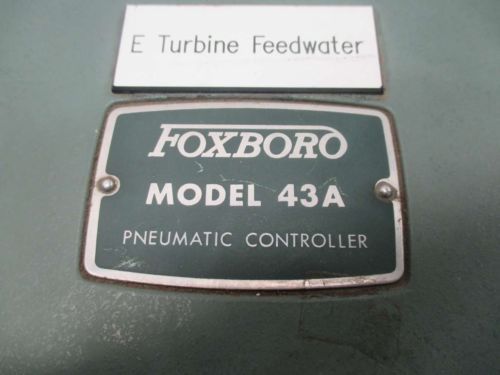 E Turbine Feedwater
FOXBORO
MODEL 43A
PNEUMATIC CONTROLLER